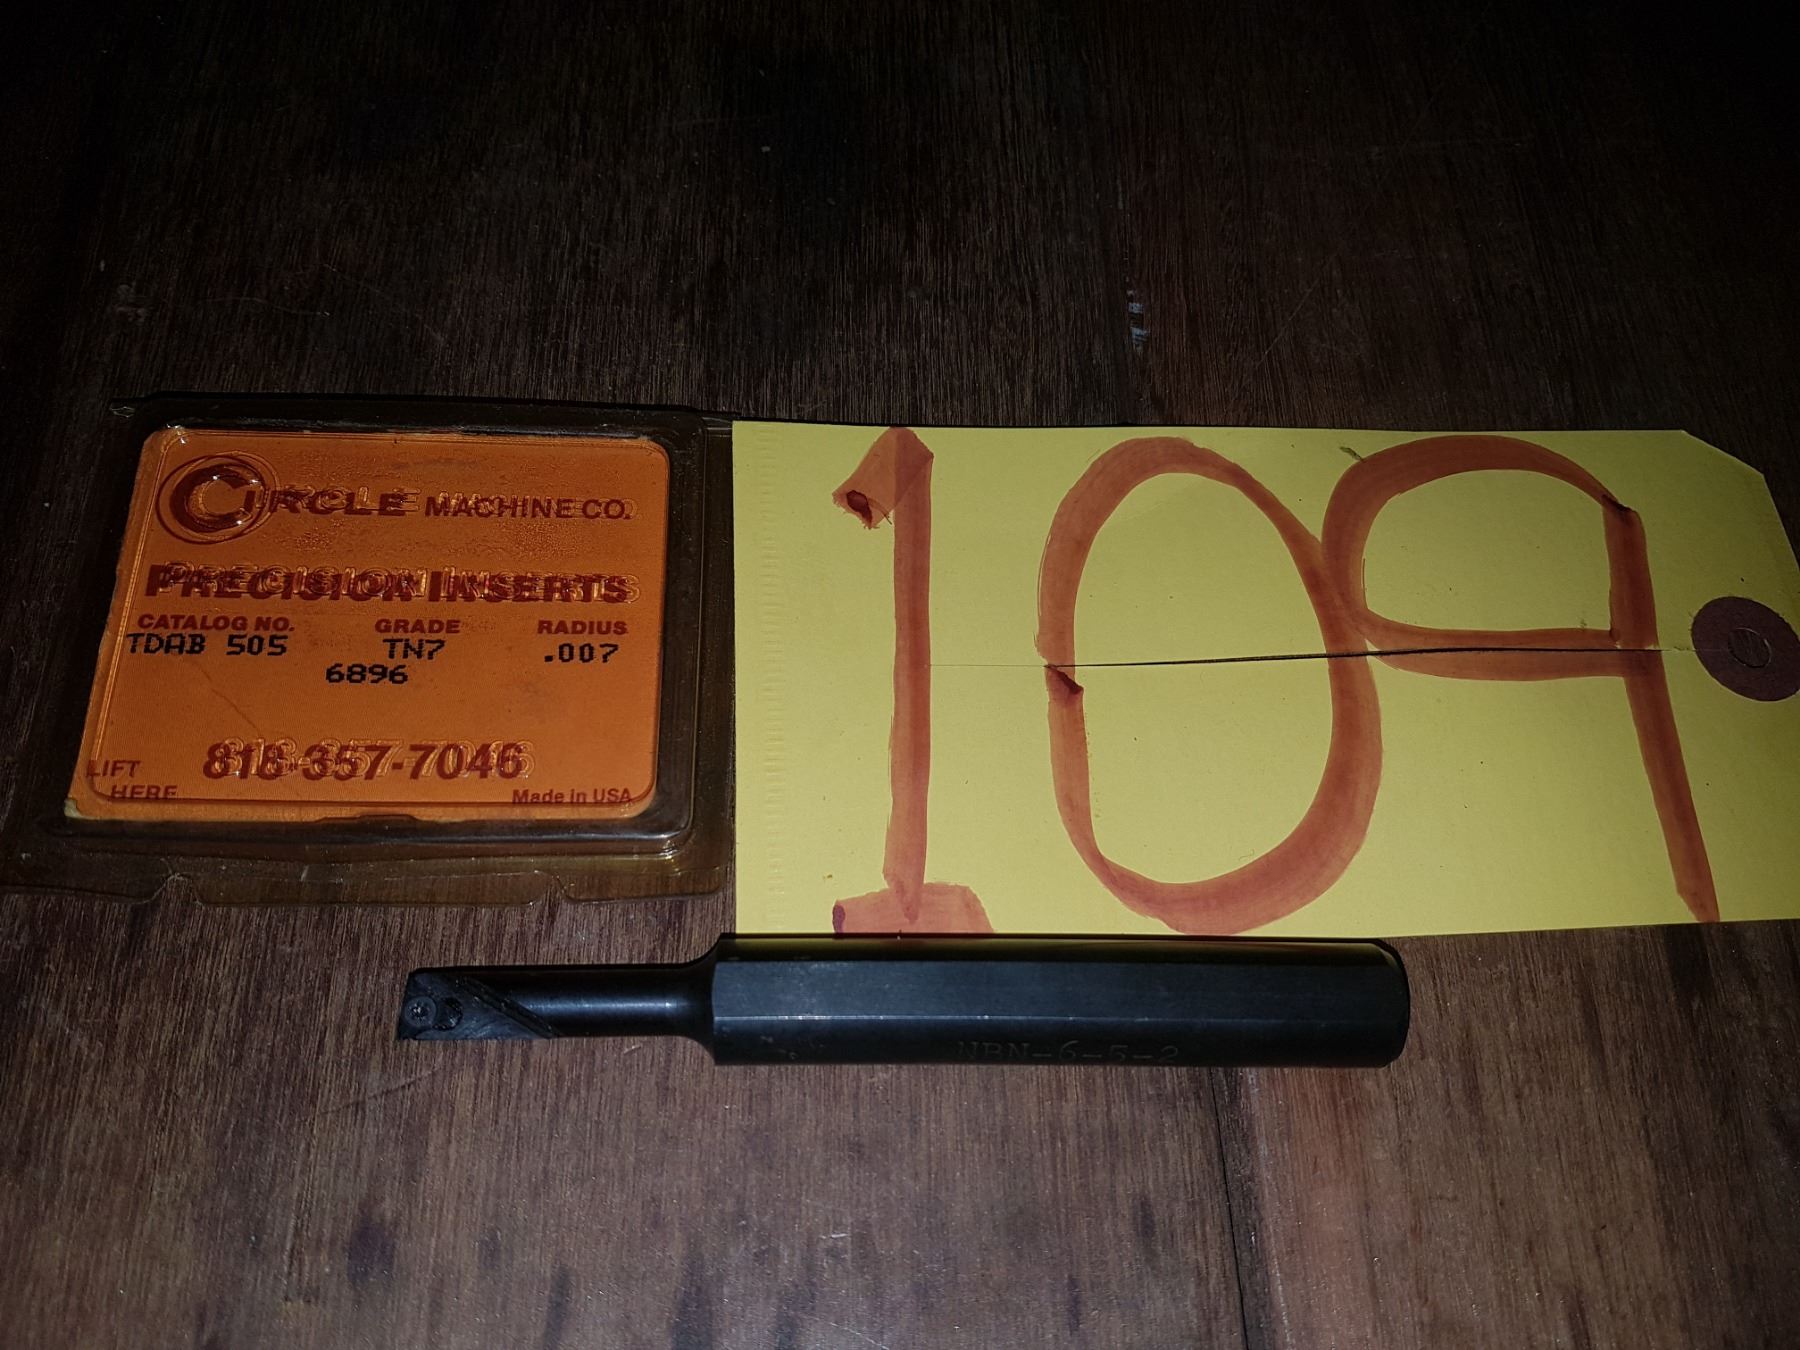 CIRCLE MACHINE CO.
PRECISION INSERTS
CATALOG NO. GRADE RADIUS
TDAB 505 TN7 .007
6896
818-357-7046
LIFT
HERE
Made in USA
109
NBN-6-5-2